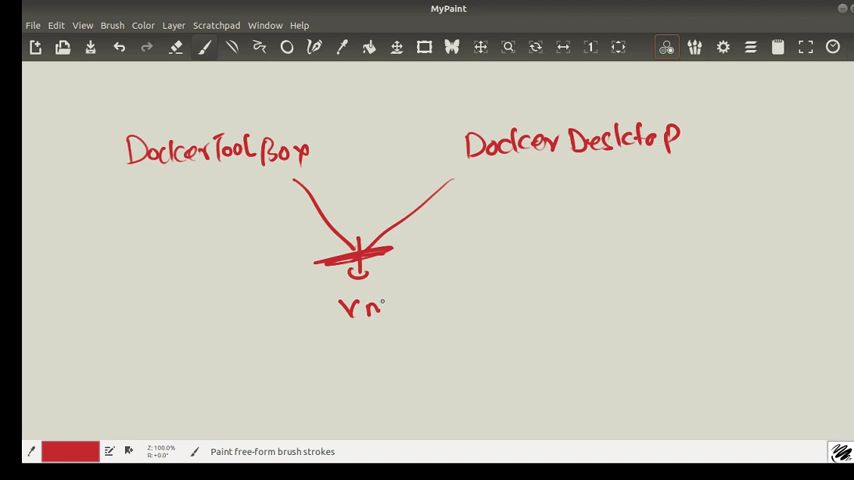 MyPaint
File Edit View Brush Color Layer Scratchpad Window Help
DockerToolBox
DockerDesktop
Z: 100.0%
R: +0.0°
Paint free-form brush strokes